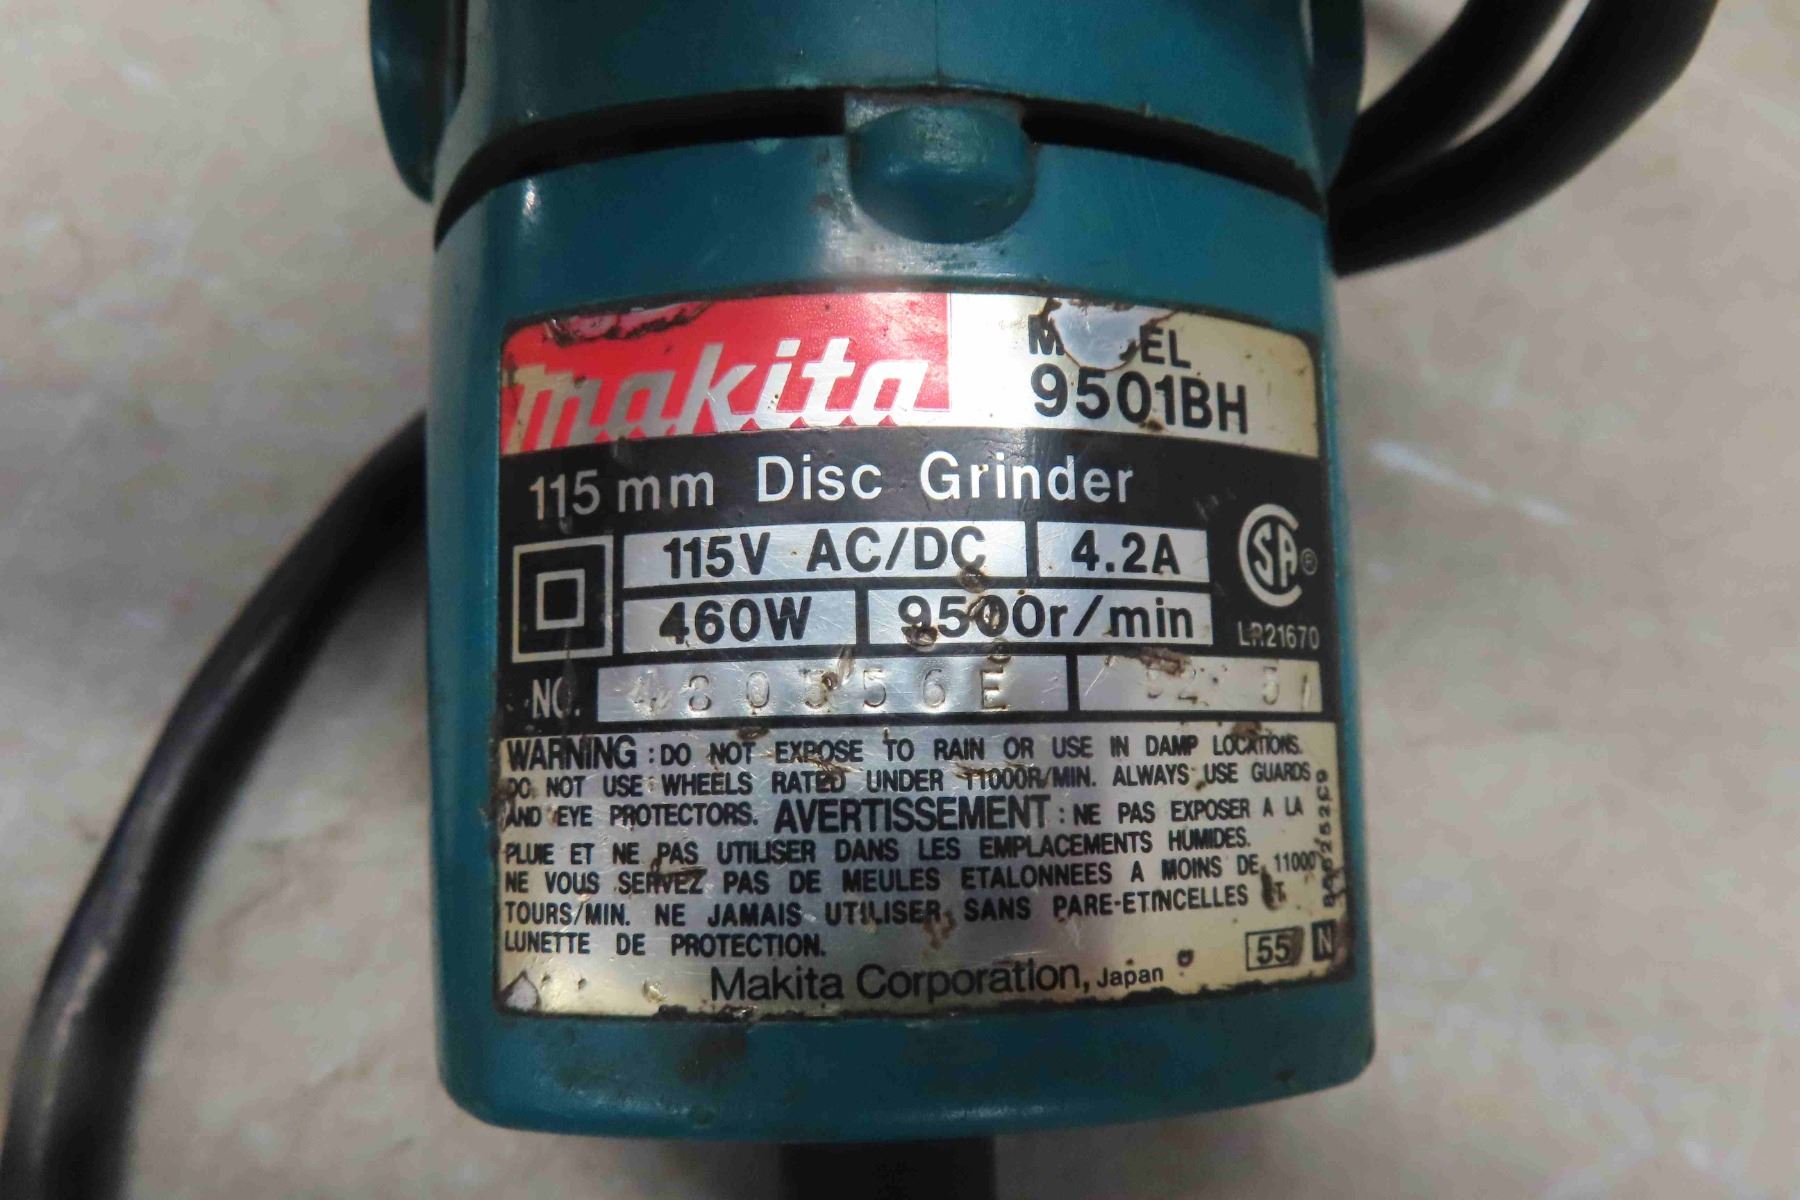 makita
MODEL
9501BH
115 mm Disc Grinder
115V AC/DC 4.2A
460W 9500r/min
SA ®
LR21670
NO. 480556E
WARNING : DO NOT EXPOSE TO RAIN OR USE IN DAMP LOCATIONS.
DO NOT USE WHEELS RATED UNDER 11000R/MIN. ALWAYS USE GUARDS
AND EYE PROTECTORS. AVERTISSEMENT : NE PAS EXPOSER A LA
PLUIE ET NE PAS UTILISER DANS LES EMPLACEMENTS HUMIDES.
NE VOUS SERVEZ PAS DE MEULES ETALONNEES A MOINS DE 11000
TOURS/MIN. NE JAMAIS UTILISER SANS PARE-ETINCELLES ET
LUNETTE DE PROTECTION.
55 N
Makita Corporation, Japan